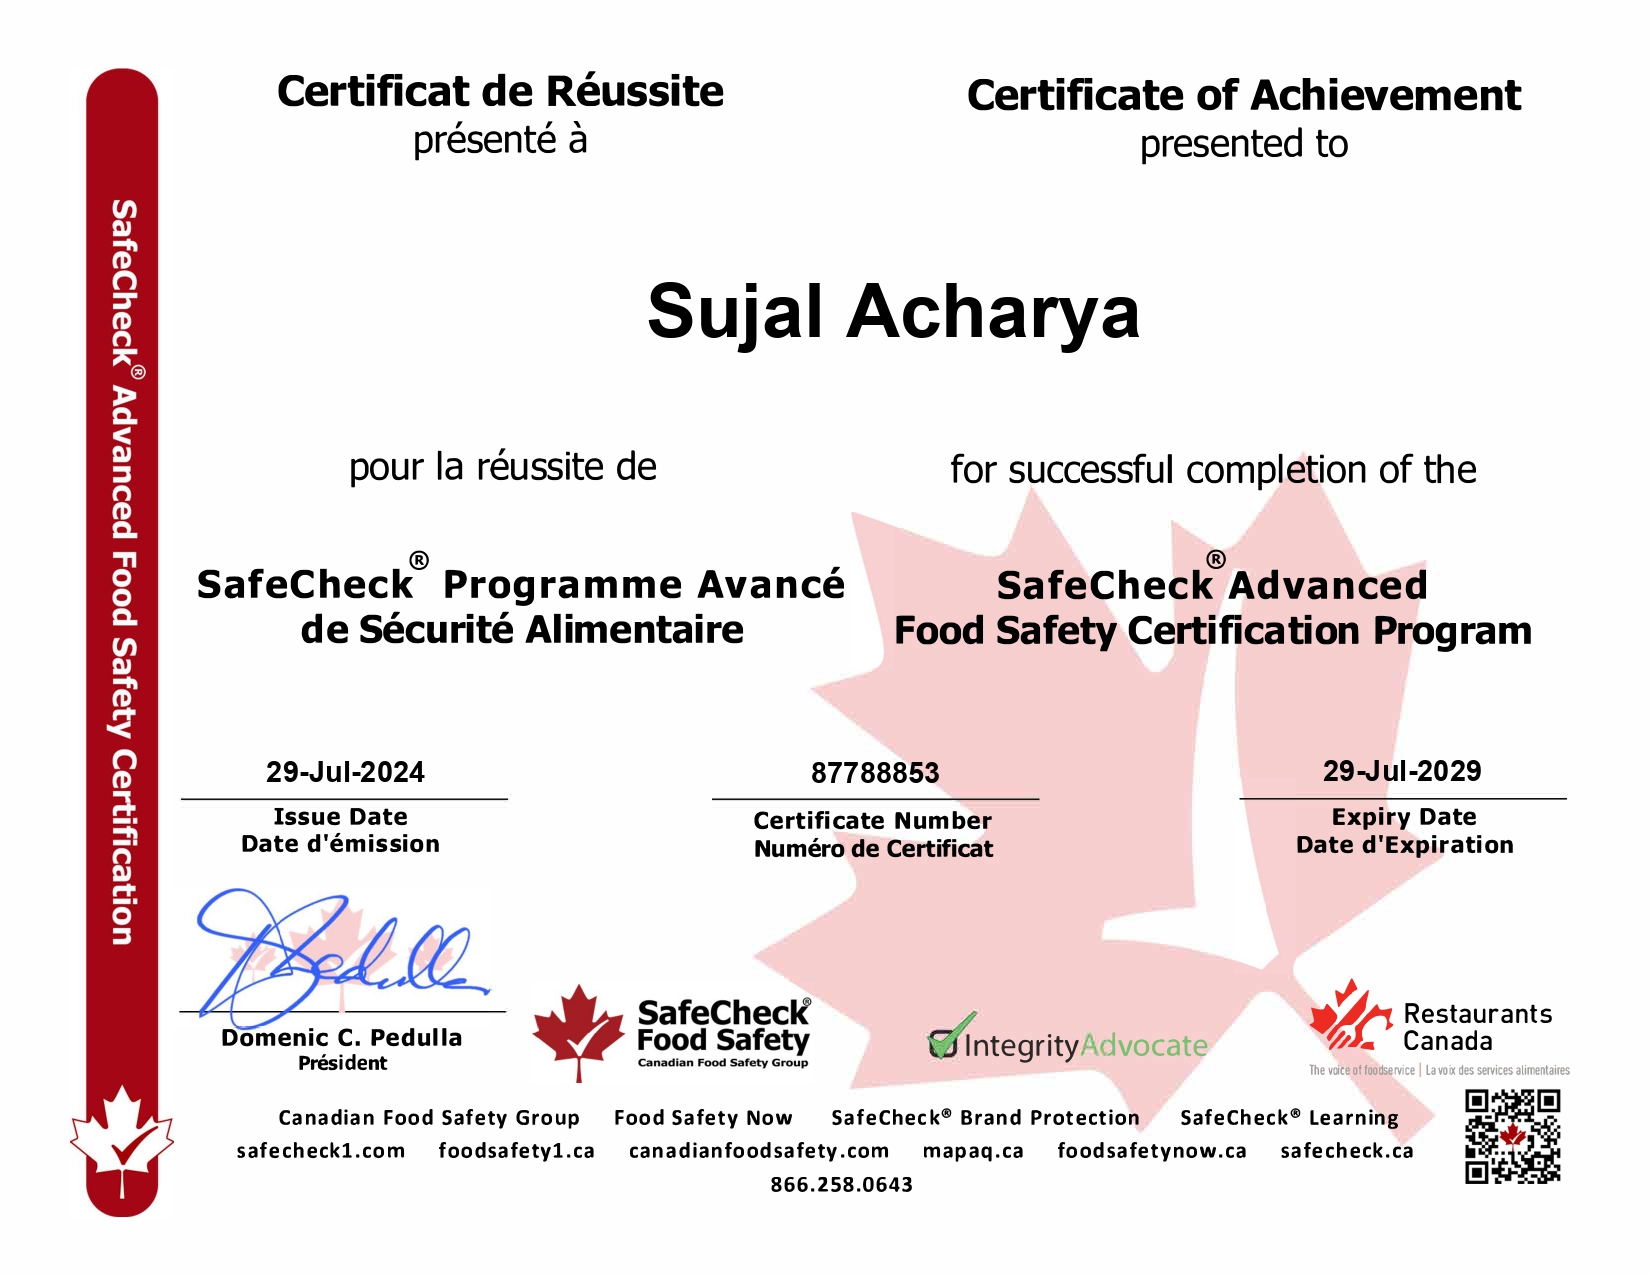 SafeCheck® Advanced Food Safety Certification
Certificat de Réussite
présenté à
Certificate of Achievement
presented to
Sujal Acharya
pour la réussite de
for successful completion of the
SafeCheck® Programme Avancé
de Sécurité Alimentaire
SafeCheck® Advanced
Food Safety Certification Program
29-Jul-2024
Issue Date
Date d'émission
87788853
Certificate Number
Numéro de Certificat
29-Jul-2029
Expiry Date
Date d'Expiration
Domenic C. Pedulla
Président
SafeCheck®
Food Safety
Canadian Food Safety Group
IntegrityAdvocate
Restaurants
Canada
The voice of foodservice | La voix des services alimentaires
Canadian Food Safety Group Food Safety Now SafeCheck® Brand Protection SafeCheck® Learning
safecheck1.com foodsafety1.ca canadianfoodsafety.com mapaq.ca foodsafetynow.ca safecheck.ca
866.258.0643